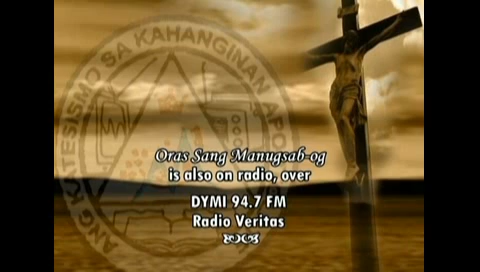 ANG KATESISMO SA KAHANGINAN APO
Oras Sang Manugsab-og
is also on radio, over
DYMI 94.7 FM
Radio Veritas